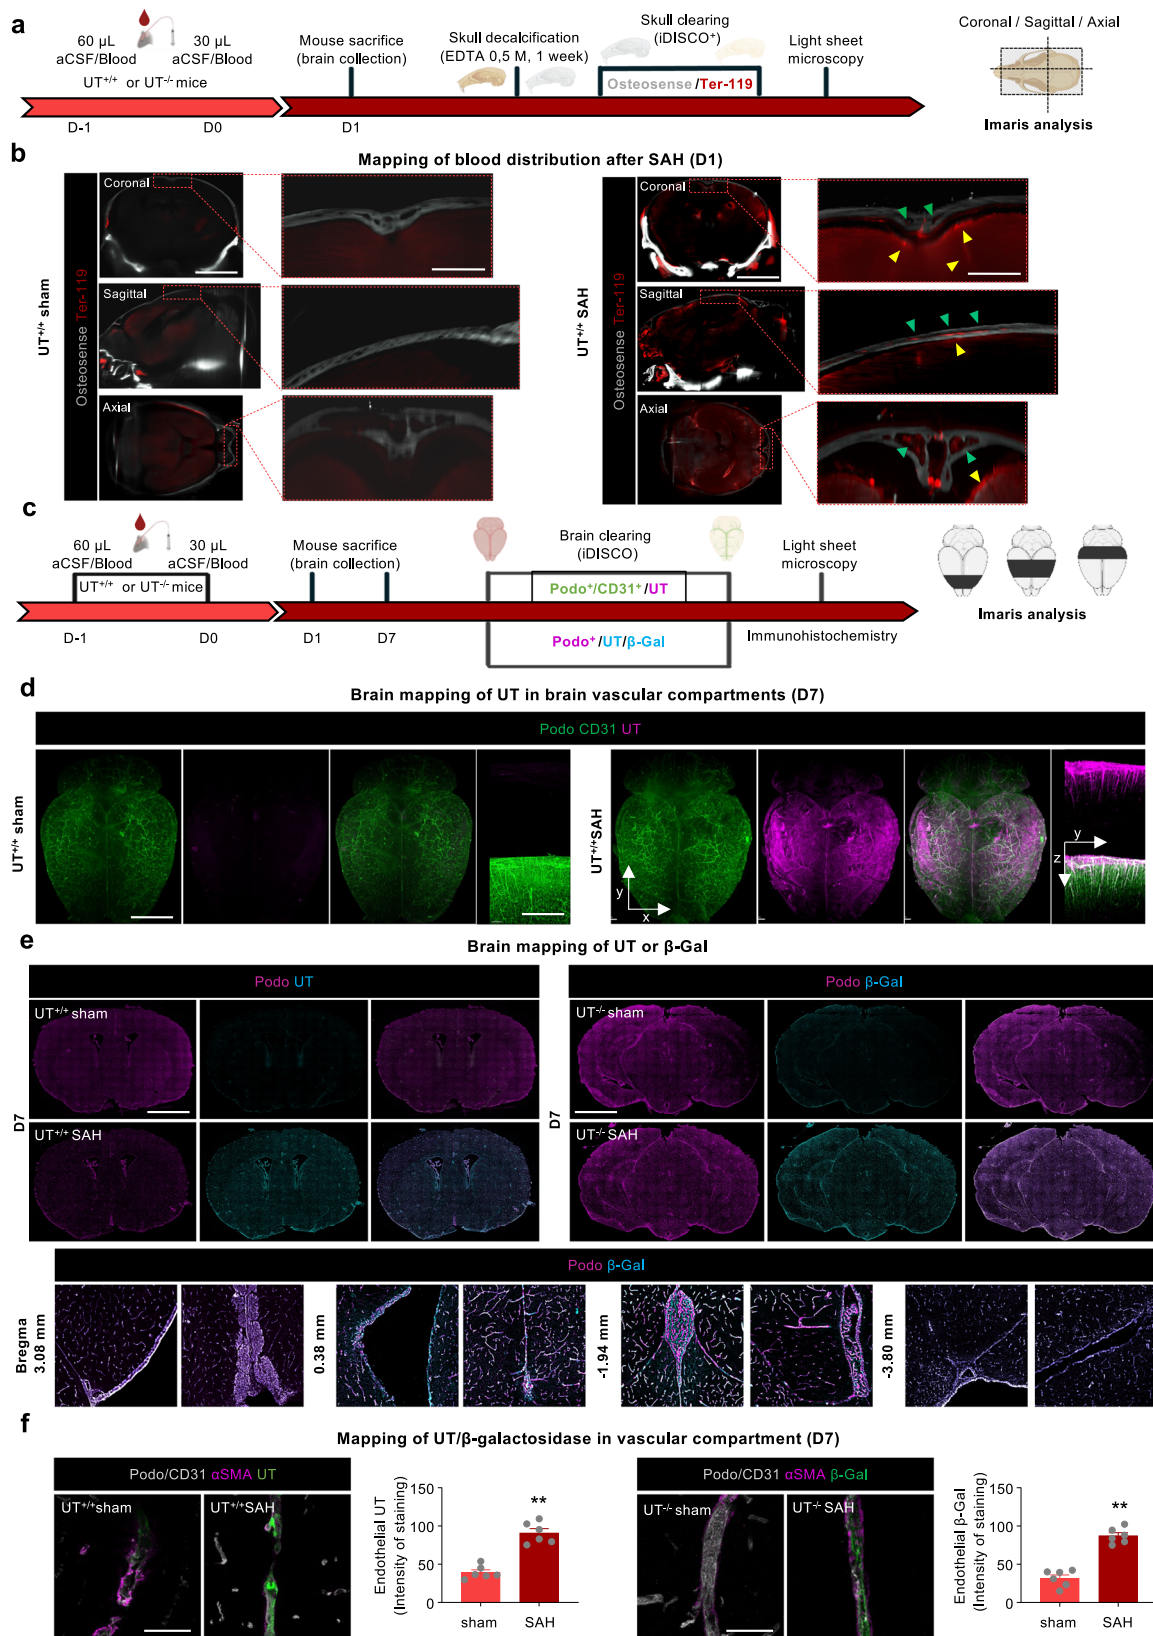 a
60 µL
aCSF/Blood
30 µL
aCSF/Blood
UT+/+ or UT-/- mice
D-1
D0
Mouse sacrifice
(brain collection)
D1
Skull decalcification
(EDTA 0,5 M, 1 week)
Skull clearing
(iDISCO+)
Osteosense/Ter-119
Light sheet
microscopy
Coronal / Sagittal / Axial
Imaris analysis
b
Mapping of blood distribution after SAH (D1)
UT+/+ sham
Osteosense Ter-119
Coronal
Sagittal
Axial
UT+/+ SAH
Osteosense Ter-119
Coronal
Sagittal
Axial
c
60 µL
aCSF/Blood
30 µL
aCSF/Blood
UT+/+ or UT-/- mice
D-1
D0
Mouse sacrifice
(brain collection)
D1
D7
Brain clearing
(iDISCO)
Podo+/CD31+/UT
Podo+/UT/β-Gal
Light sheet
microscopy
Immunohistochemistry
Imaris analysis
d
Brain mapping of UT in brain vascular compartments (D7)
Podo CD31 UT
UT+/+ sham
UT+/+SAH
y
x
y
z
e
Brain mapping of UT or β-Gal
Podo UT
Podo β-Gal
D7
UT+/+ sham
UT+/+ SAH
D7
UT-/- sham
UT-/- SAH
Podo β-Gal
Bregma
3.08 mm
0.38 mm
-1.94 mm
-3.80 mm
f
Mapping of UT/β-galactosidase in vascular compartment (D7)
Podo/CD31 αSMA UT
UT+/+sham
UT+/+SAH
Endothelial UT
(Intensity of staining)
150
100
50
0
**
sham
SAH
Podo/CD31 αSMA β-Gal
UT-/- sham
UT-/- SAH
Endothelial β-Gal
(Intensity of staining)
150
100
50
0
**
sham
SAH